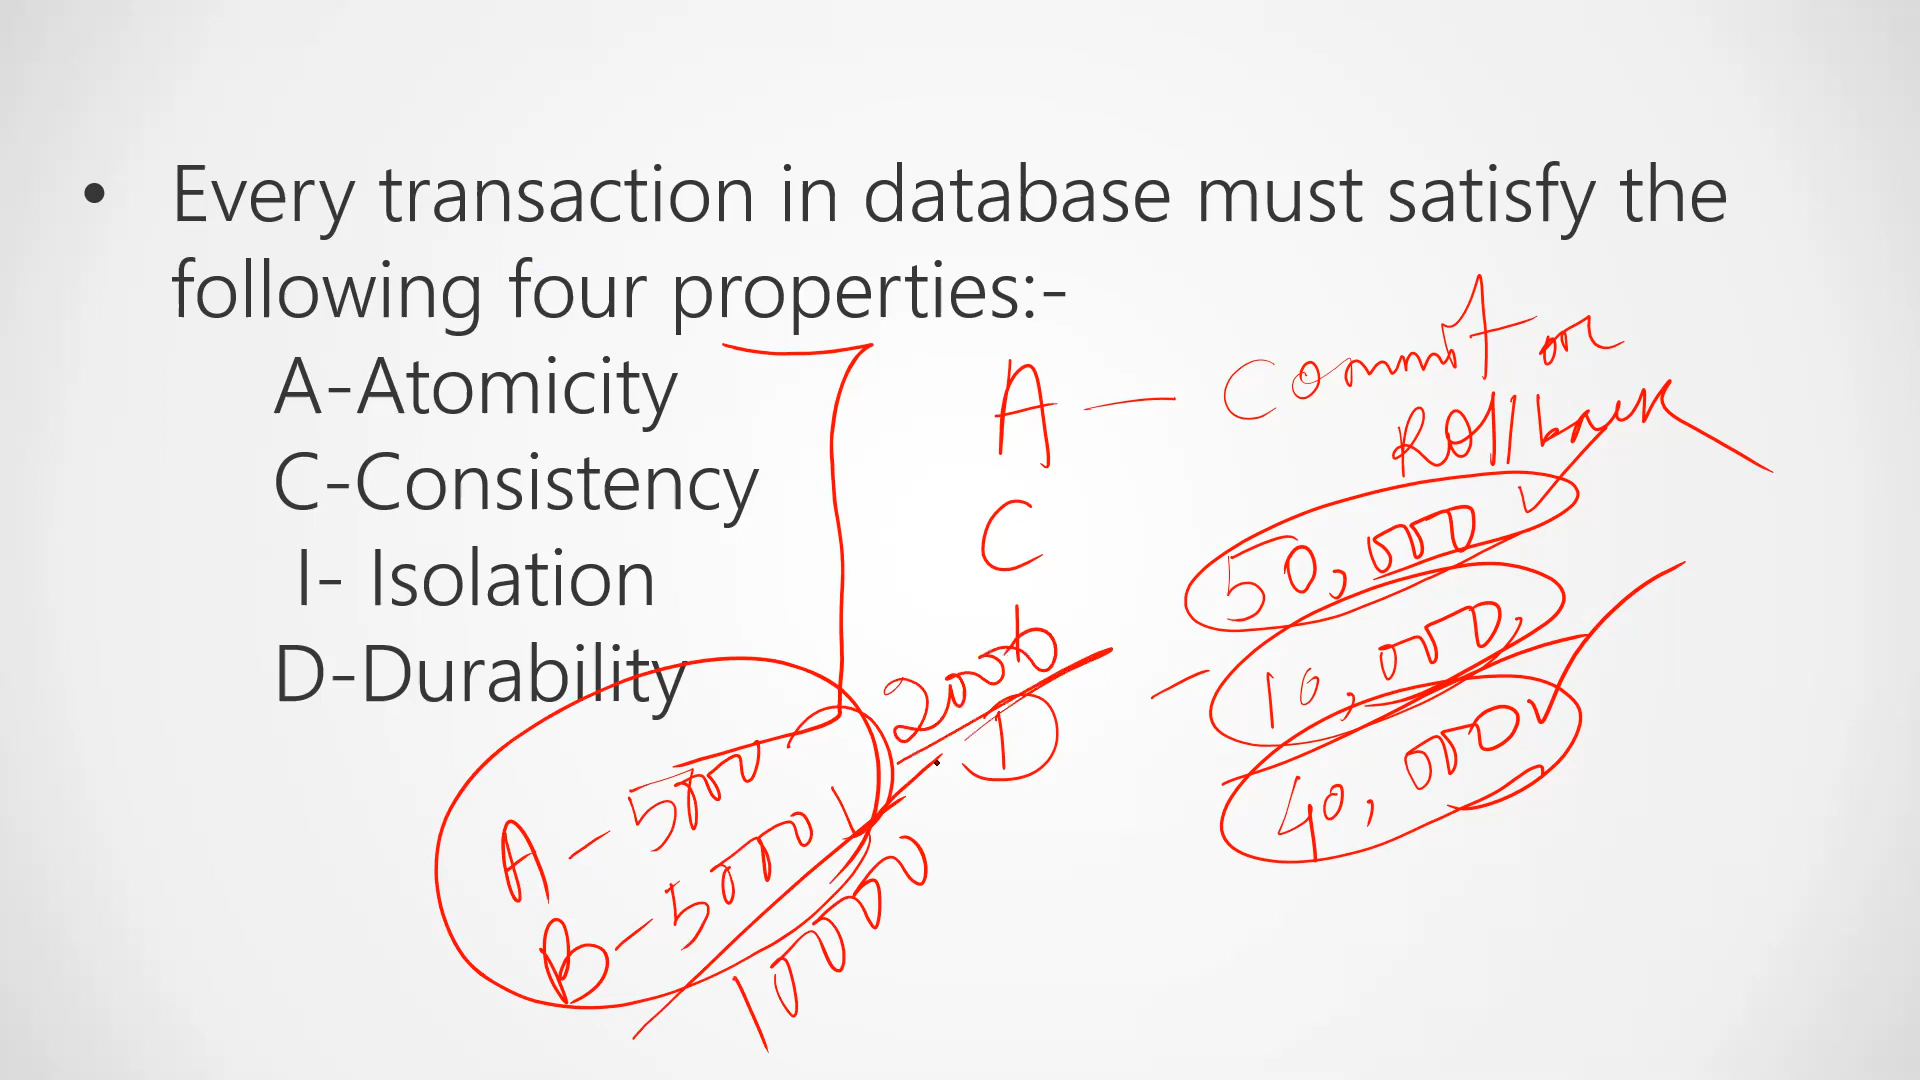 • Every transaction in database must satisfy the
following four properties:-
A-Atomicity
C-Consistency
I- Isolation
D-Durability
A — Commit or
Rollback
C
50,000
- 10,000
40,000
2000
D
A - 5000
B - 5000
10000